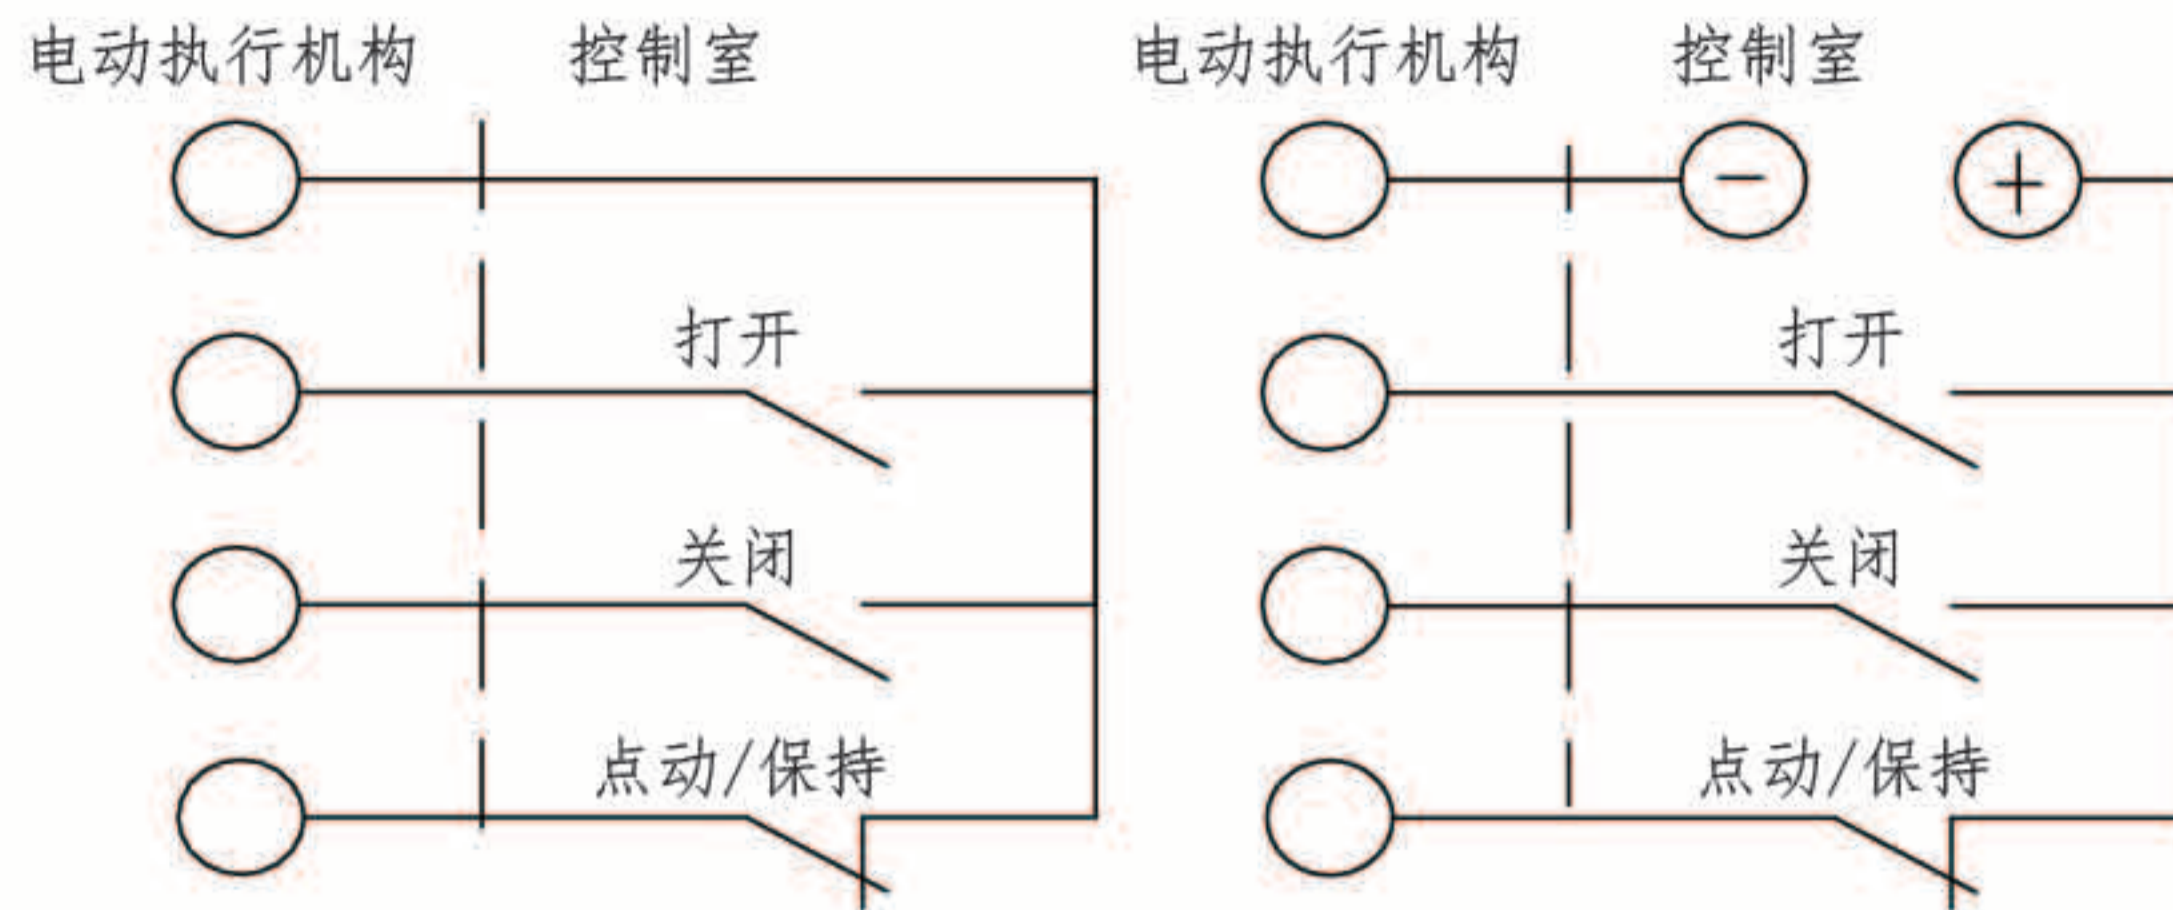 电动执行机构 控制室 电动执行机构 控制室
打开 打开
关闭 关闭
点动/保持 点动/保持